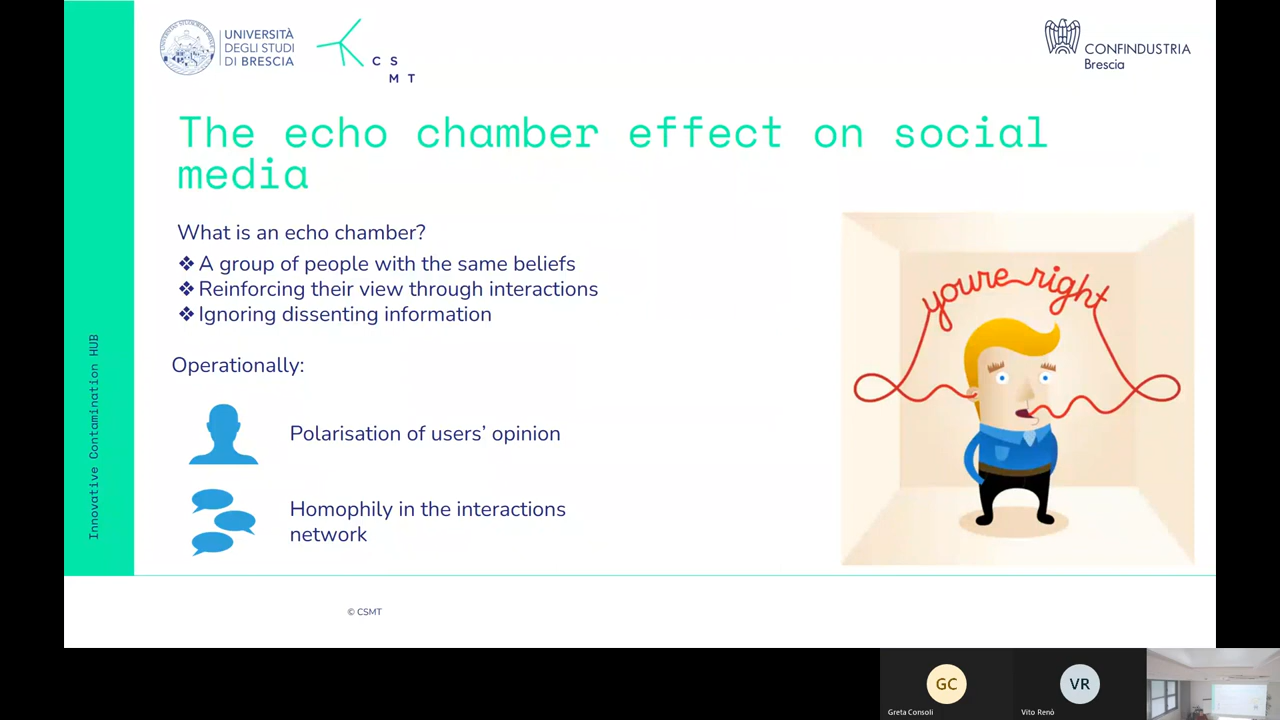 UNIVERSITÀ
DEGLI STUDI
DI BRESCIA
C S
M T
CONFINDUSTRIA
Brescia
The echo chamber effect on social
media
What is an echo chamber?
❖ A group of people with the same beliefs
❖ Reinforcing their view through interactions
❖ Ignoring dissenting information
Operationally:
Polarisation of users’ opinion
Homophily in the interactions
network
youre right
Innovative Contamination HUB
© CSMT
GC
Greta Consoli
VR
Vito Renò